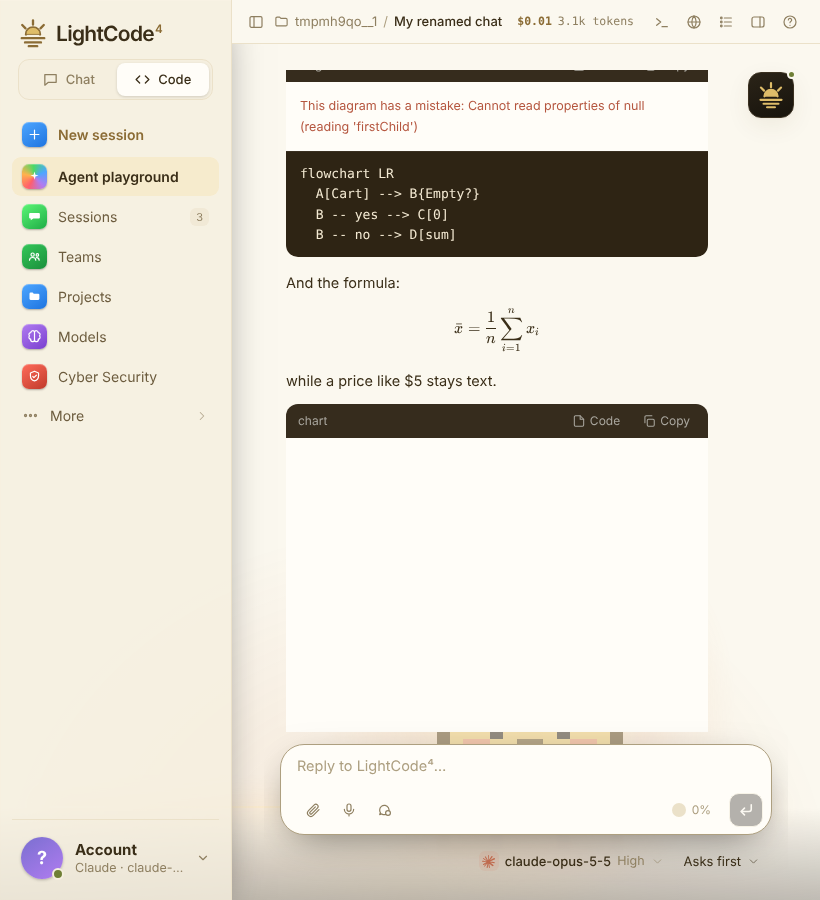 LightCode⁴
Chat
Code
New session
Agent playground
Sessions 3
Teams
Projects
Models
Cyber Security
More
? Account
Claude · claude-...
tmpmh9qo__1 / My renamed chat $0.01 3.1k tokens
This diagram has a mistake: Cannot read properties of null
(reading 'firstChild')
flowchart LR
A[Cart] --> B{Empty?}
B -- yes --> C[0]
B -- no --> D[sum]
And the formula:
x̄ = 1/n ∑_{i=1}^{n} x_i
while a price like $5 stays text.
chart Code Copy
Reply to LightCode⁴...
0%
claude-opus-5-5 High Asks first